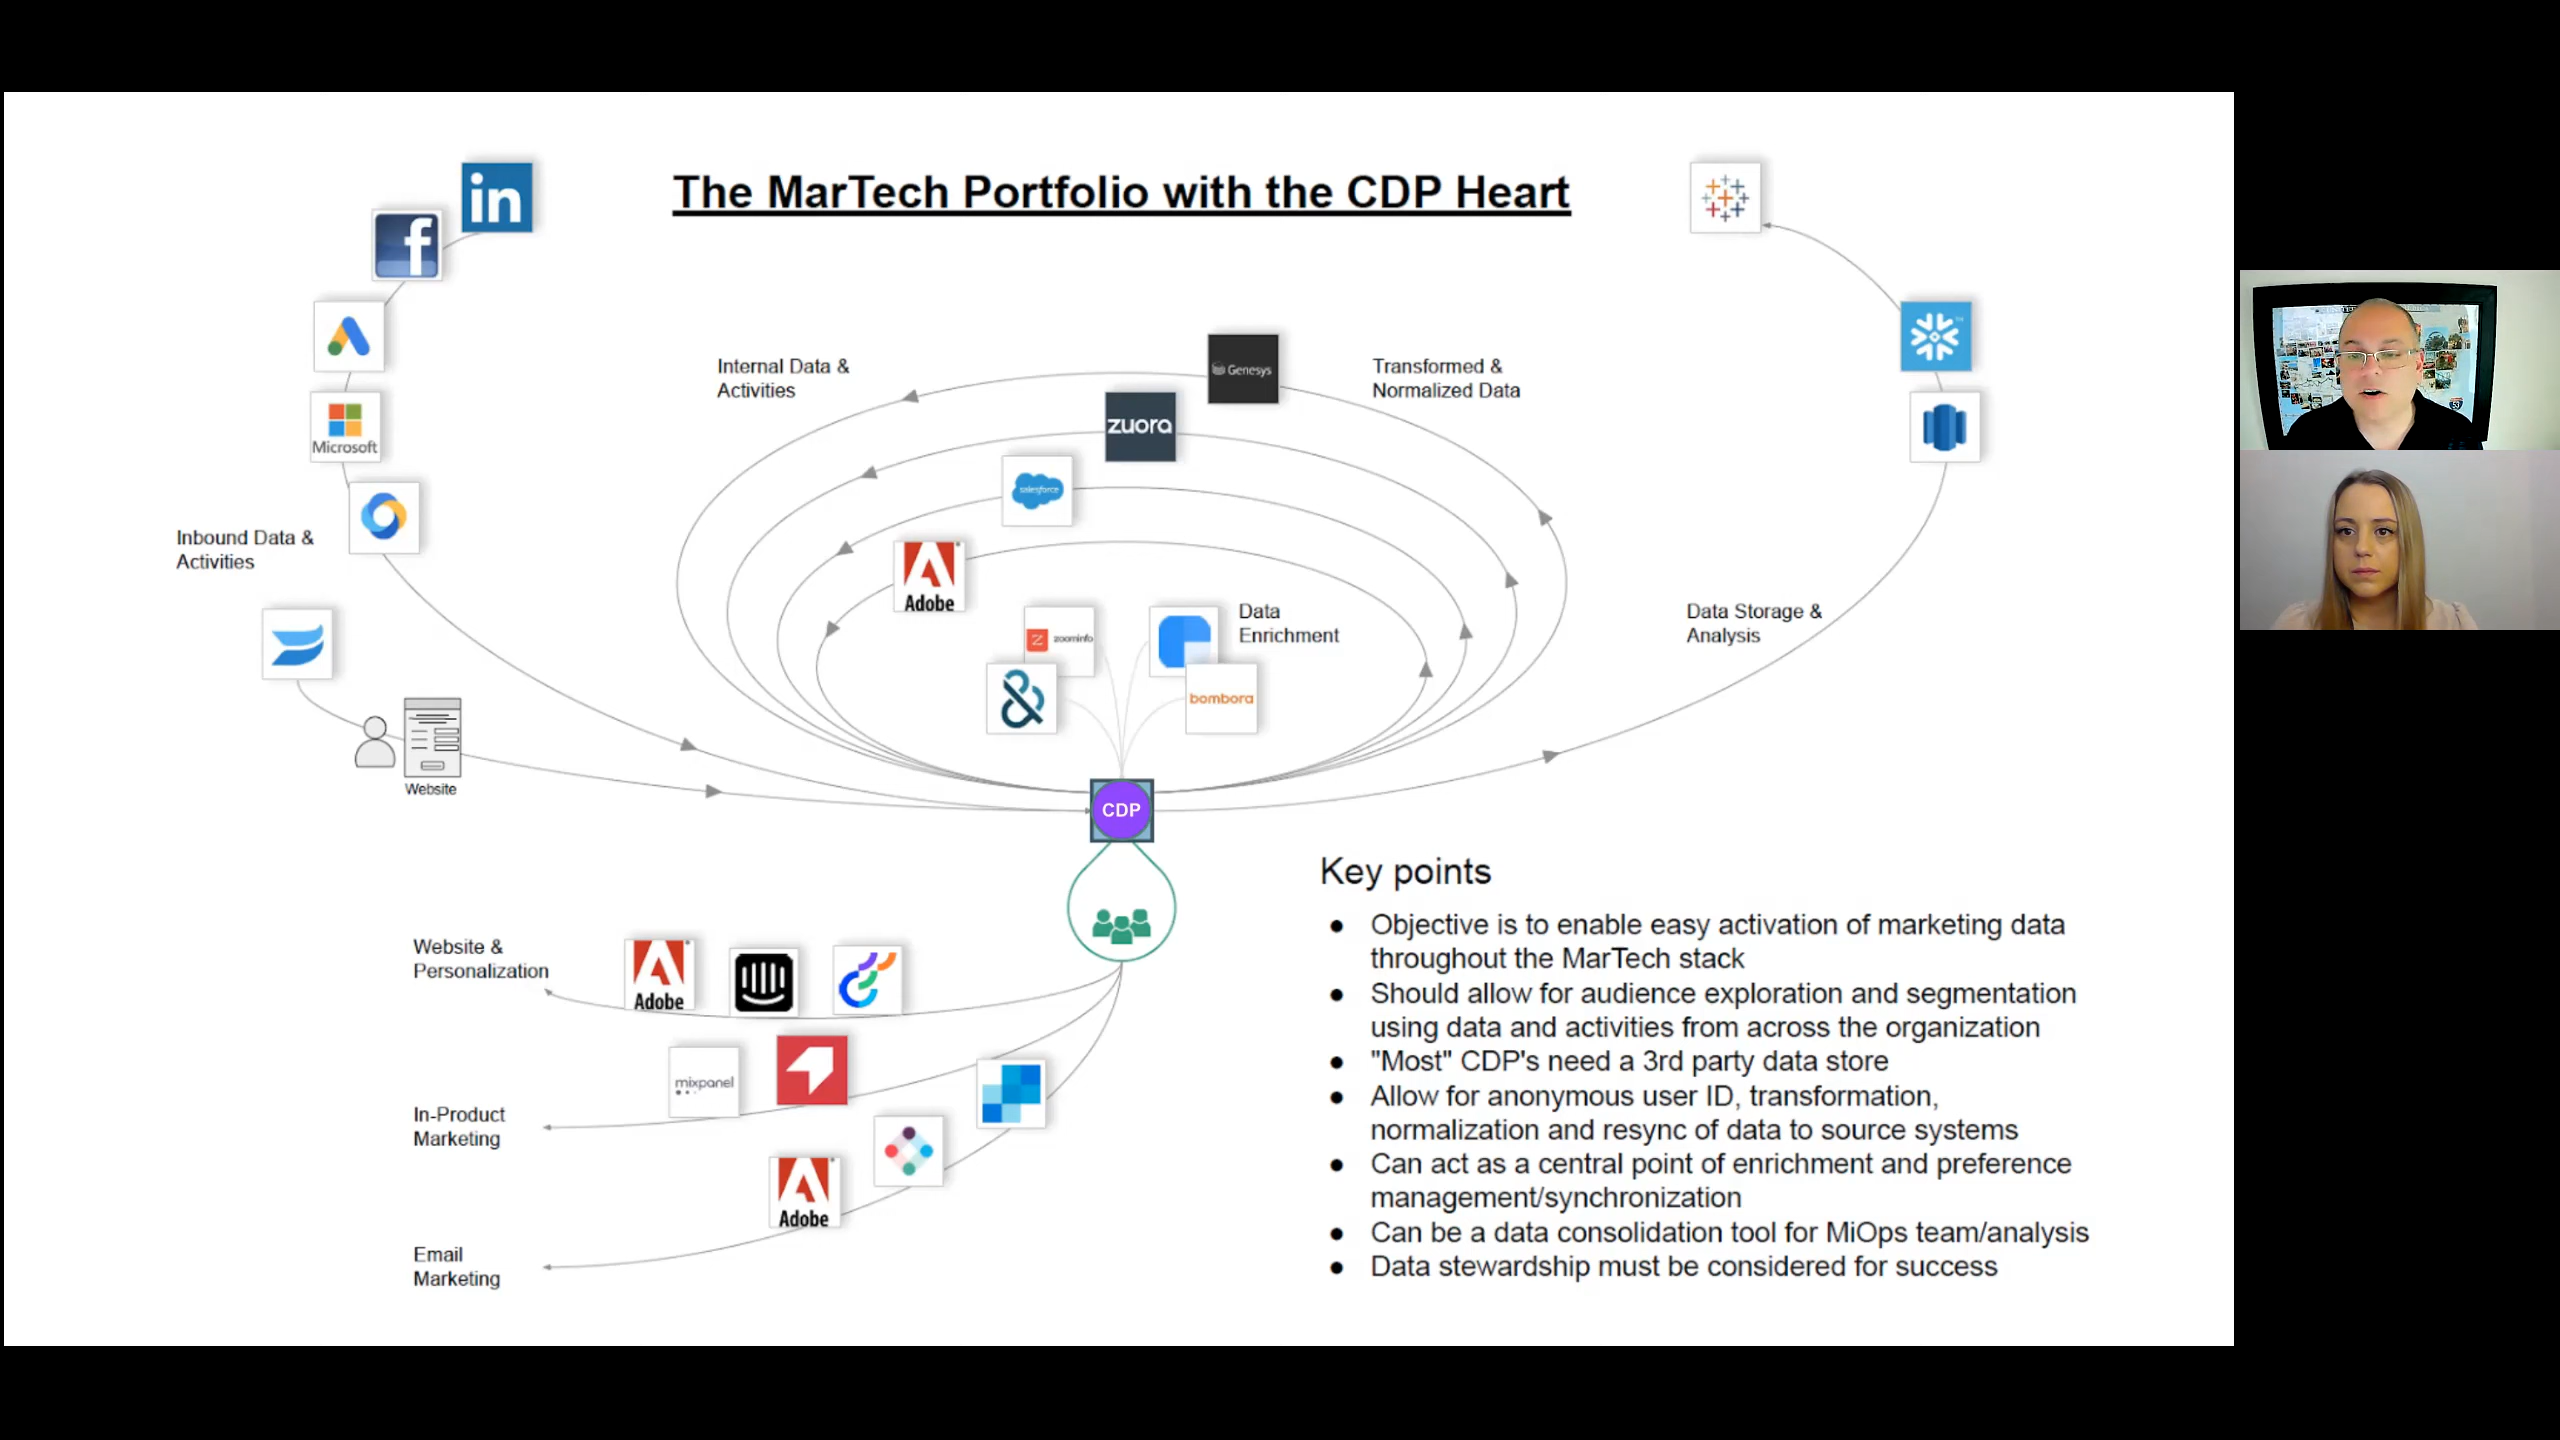 The MarTech Portfolio with the CDP Heart
in
f
Microsoft
Inbound Data &
Activities
Website
Internal Data &
Activities
Genesys
zuora
salesforce
Adobe
Transformed &
Normalized Data
zoominfo
Data
Enrichment
bombora
Data Storage &
Analysis
CDP
Website &
Personalization
Adobe
mixpanel
In-Product
Marketing
Adobe
Email
Marketing
Key points
● Objective is to enable easy activation of marketing data
throughout the MarTech stack
● Should allow for audience exploration and segmentation
using data and activities from across the organization
● "Most" CDP's need a 3rd party data store
● Allow for anonymous user ID, transformation,
normalization and resync of data to source systems
● Can act as a central point of enrichment and preference
management/synchronization
● Can be a data consolidation tool for MiOps team/analysis
● Data stewardship must be considered for success